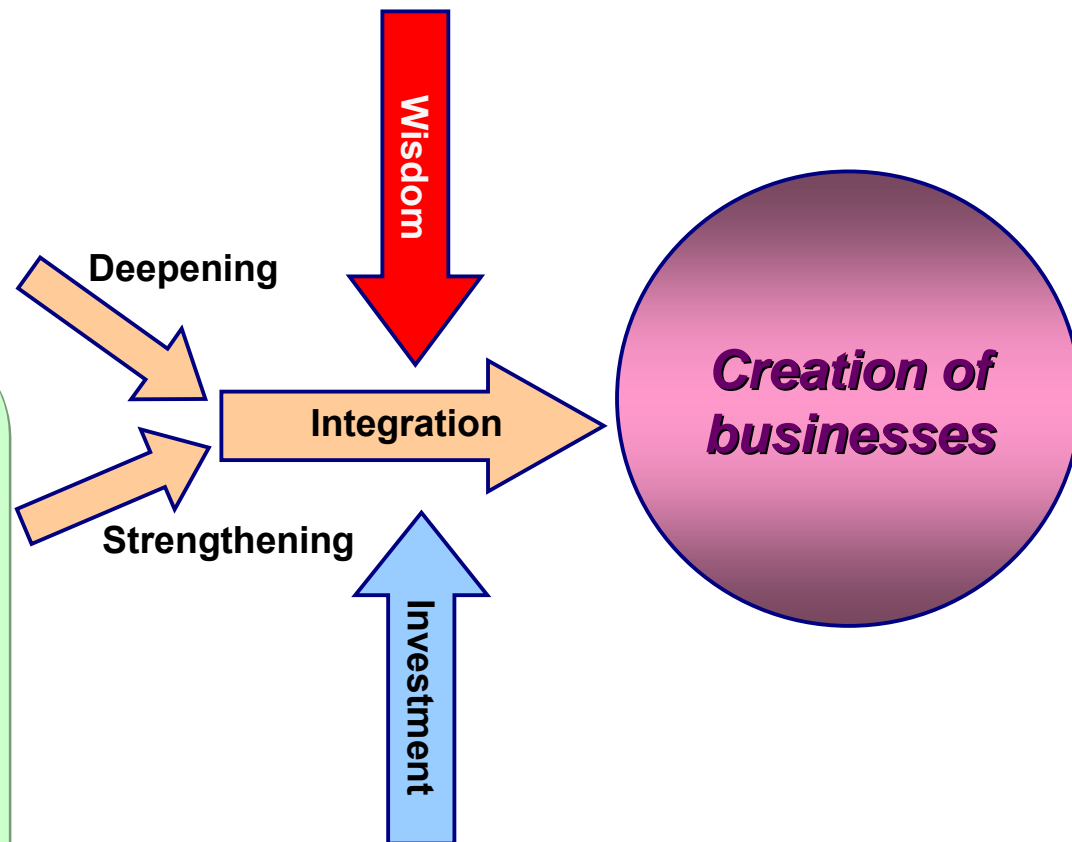 Wisdom
Deepening
Integration
Creation of
businesses
Strengthening
Investment